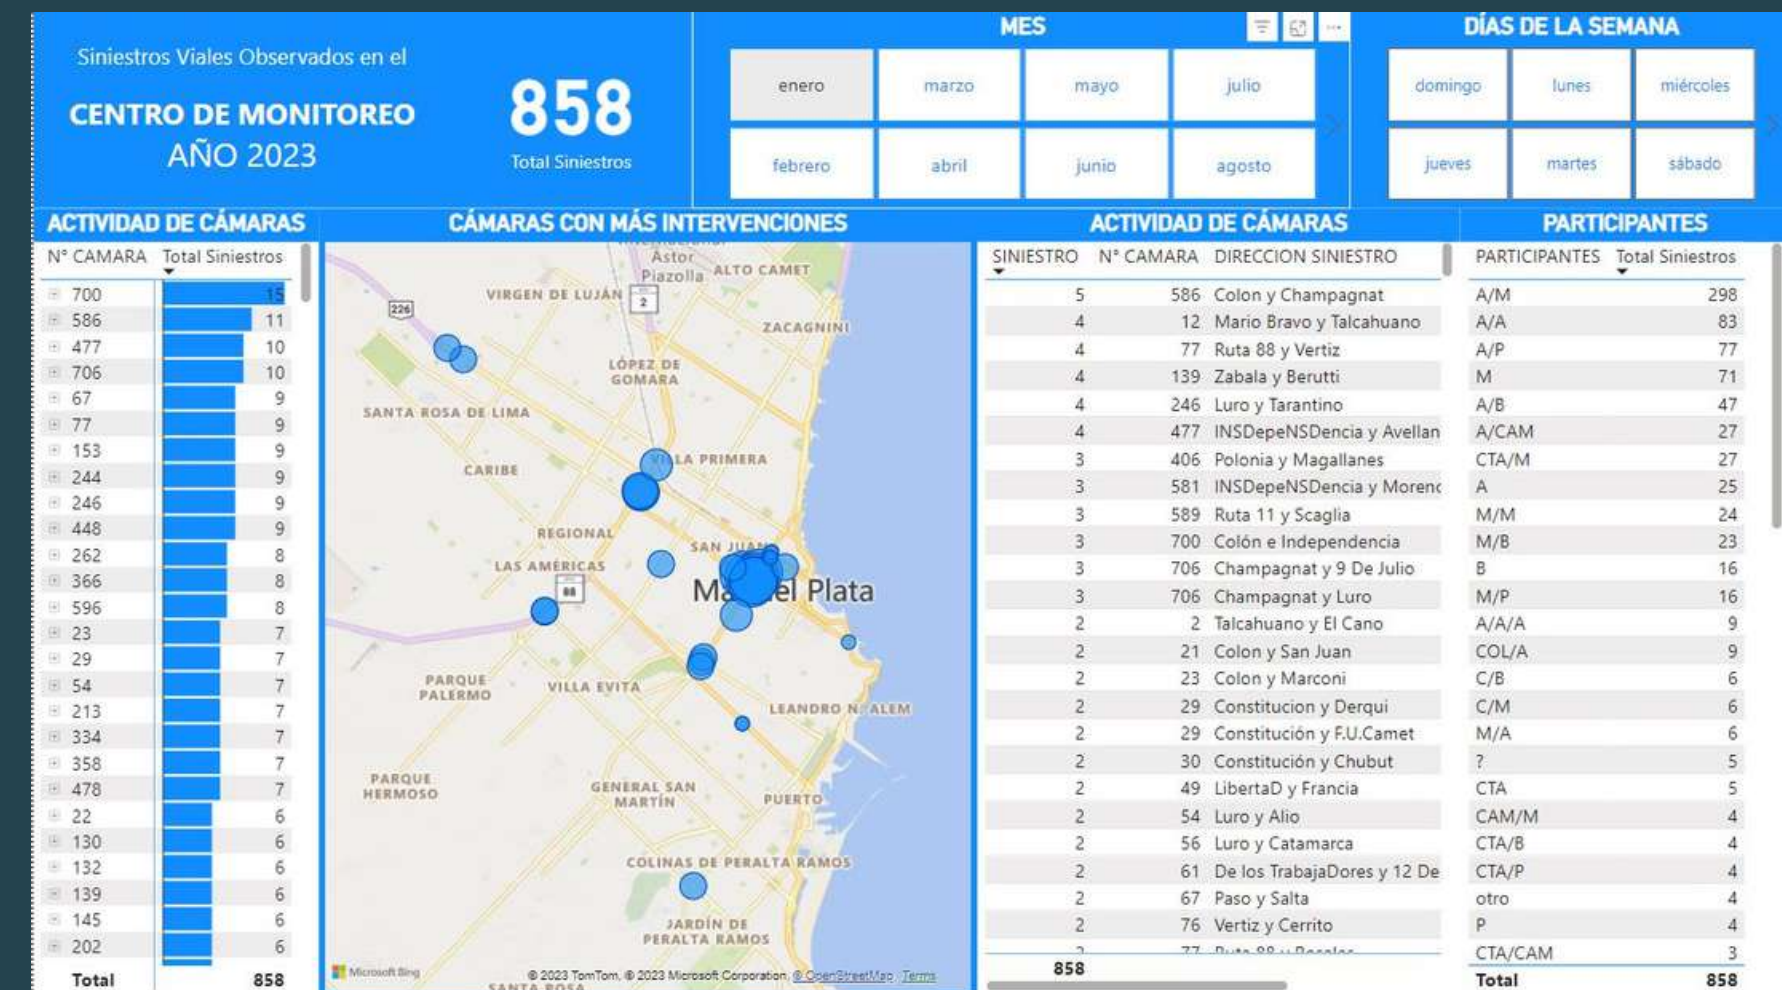 Siniestros Viales Observados en el
CENTRO DE MONITOREO
AÑO 2023
858
Total Siniestros
MES
enero marzo mayo julio
febrero abril junio agosto
DÍAS DE LA SEMANA
domingo lunes miércoles
jueves martes sábado
ACTIVIDAD DE CÁMARAS
N° CAMARA Total Siniestros
700 15
586 11
477 10
706 10
67 9
77 9
153 9
244 9
246 9
448 9
262 8
366 8
596 8
23 7
29 7
54 7
213 7
334 7
358 7
478 7
22 6
130 6
132 6
139 6
145 6
202 6
Total 858
CÁMARAS CON MÁS INTERVENCIONES
Astor
Piazolla
ALTO CAMET
VIRGEN DE LUJÁN
2
226
ZACAGNINI
LÓPEZ DE
GOMARA
SANTA ROSA DE LIMA
LA PRIMERA
CARIBE
REGIONAL
SAN JUAN
LAS AMÉRICAS
88
Ma el Plata
PARQUE
PALERMO
VILLA EVITA
LEANDRO N. ALEM
PARQUE
HERMOSO
GENERAL SAN
MARTÍN
PUERTO
COLINAS DE PERALTA RAMOS
JARDÍN DE
PERALTA RAMOS
SANTA ROSA
Microsoft Bing
© 2023 TomTom, © 2023 Microsoft Corporation, © OpenStreetMap Terms
ACTIVIDAD DE CÁMARAS
SINIESTRO N° CAMARA DIRECCION SINIESTRO
5 586 Colon y Champagnat
4 12 Mario Bravo y Talcahuano
4 77 Ruta 88 y Vertiz
4 139 Zabala y Berutti
4 246 Luro y Tarantino
4 477 INSDepeNSDencia y Avellan
3 406 Polonia y Magallanes
3 581 INSDepeNSDencia y Morenc
3 589 Ruta 11 y Scaglia
3 700 Colón e Independencia
3 706 Champagnat y 9 De Julio
3 706 Champagnat y Luro
2 2 Talcahuano y El Cano
2 21 Colon y San Juan
2 23 Colon y Marconi
2 29 Constitucion y Derqui
2 29 Constitución y F.U.Camet
2 30 Constitución y Chubut
2 49 LibertaD y Francia
2 54 Luro y Alio
2 56 Luro y Catamarca
2 61 De los TrabajaDores y 12 De
2 67 Paso y Salta
2 76 Vertiz y Cerrito
2 77 Ruta 88 y
858
PARTICIPANTES
PARTICIPANTES Total Siniestros
A/M 298
A/A 83
A/P 77
M 71
A/B 47
A/CAM 27
CTA/M 27
A 25
M/M 24
M/B 23
B 16
M/P 16
A/A/A 9
COL/A 9
C/B 6
C/M 6
M/A 6
? 5
CTA 5
CAM/M 4
CTA/B 4
CTA/P 4
otro 4
P 4
CTA/CAM 3
Total 858